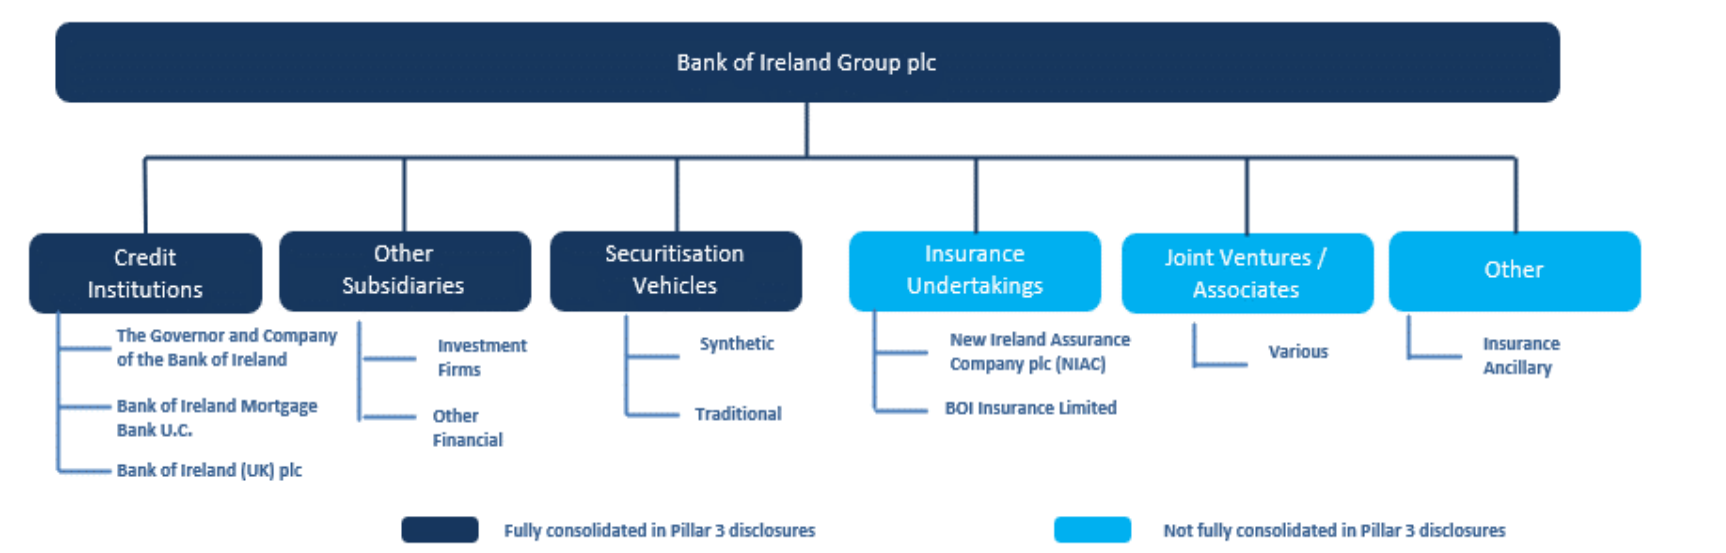 Bank of Ireland Group plc
Credit
Institutions
Other
Subsidiaries
Securitisation
Vehicles
Insurance
Undertakings
Joint Ventures /
Associates
Other
The Governor and Company
of the Bank of Ireland
Bank of Ireland Mortgage
Bank U.C.
Bank of Ireland (UK) plc
Investment
Firms
Other
Financial
Synthetic
Traditional
New Ireland Assurance
Company plc (NIAC)
BOI Insurance Limited
Various
Insurance
Ancillary
Fully consolidated in Pillar 3 disclosures
Not fully consolidated in Pillar 3 disclosures